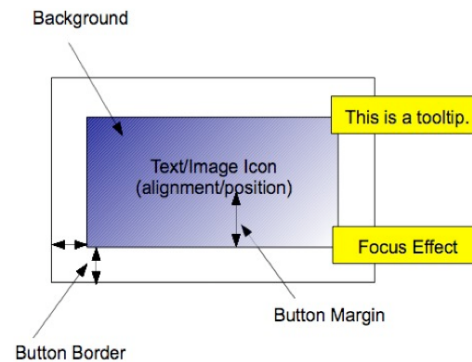 Background
This is a tooltip.
Text/Image Icon
(alignment/position)
Focus Effect
Button Margin
Button Border